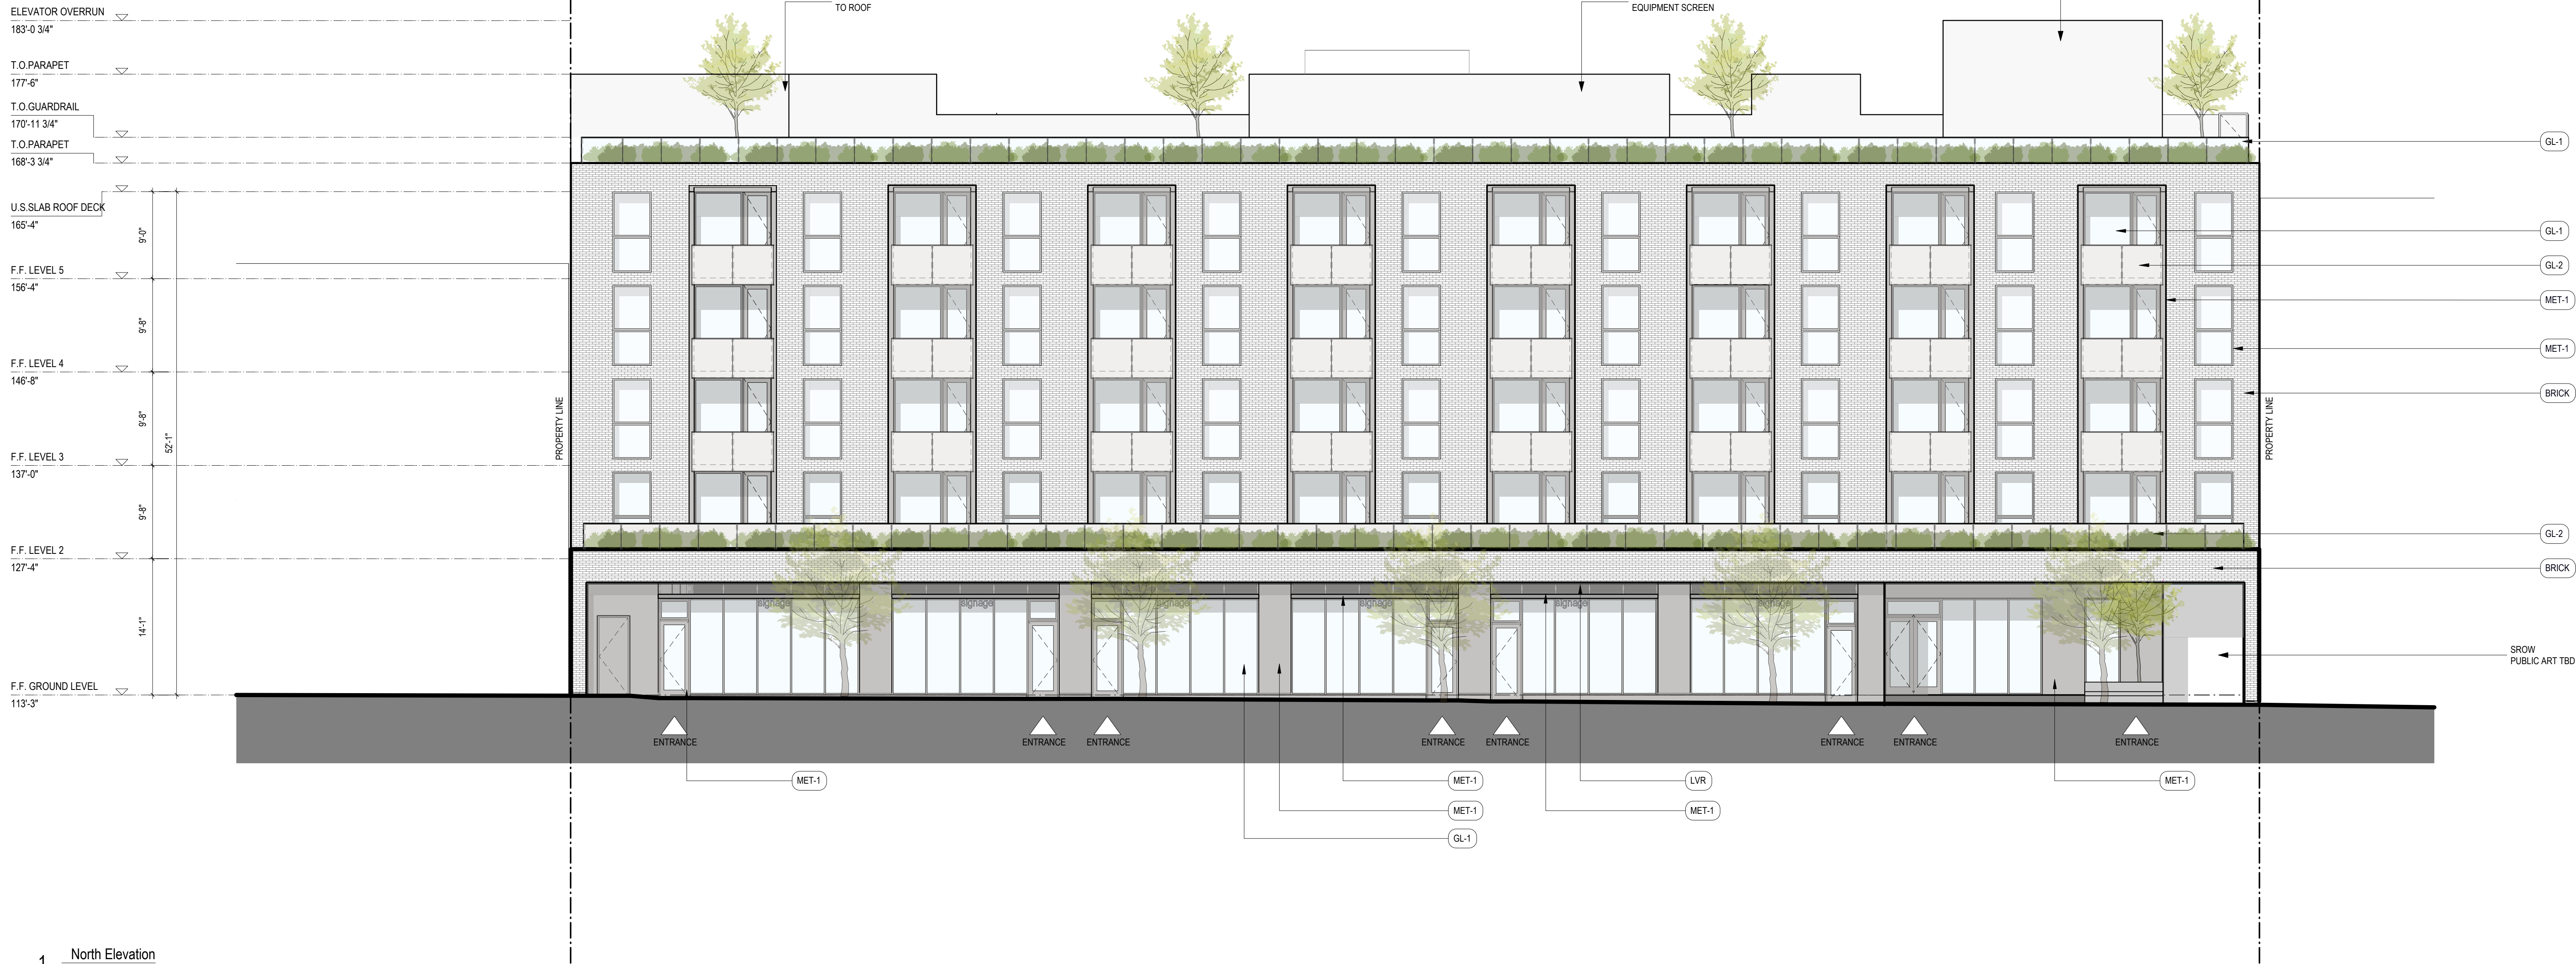 ELEVATOR OVERRUN
183'-0 3/4"
TO ROOF
EQUIPMENT SCREEN
T.O.PARAPET
177'-6"
T.O.GUARDRAIL
170'-11 3/4"
T.O.PARAPET
168'-3 3/4"
GL-1
U.S.SLAB ROOF DECK
165'-4"
9'-0"
GL-1
GL-2
F.F. LEVEL 5
156'-4"
MET-1
9'-8"
MET-1
F.F. LEVEL 4
146'-8"
BRICK
9'-8"
52'-1"
PROPERTY LINE
PROPERTY LINE
F.F. LEVEL 3
137'-0"
9'-8"
GL-2
F.F. LEVEL 2
127'-4"
BRICK
signage
signage
signage
signage
signage
signage
14'-1"
SROW
PUBLIC ART TBD
F.F. GROUND LEVEL
113'-3"
ENTRANCE
ENTRANCE
ENTRANCE
ENTRANCE
ENTRANCE
ENTRANCE
ENTRANCE
ENTRANCE
MET-1
MET-1
LVR
MET-1
MET-1
MET-1
GL-1
1
North Elevation